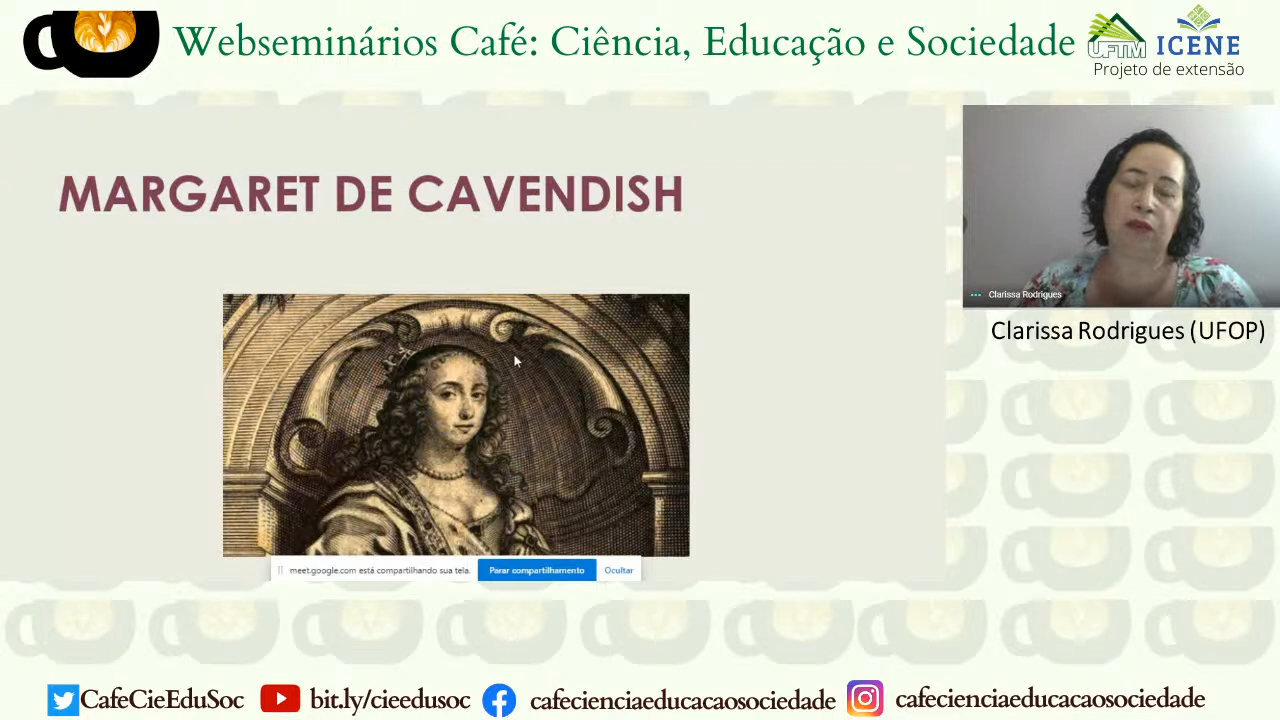 Webseminários Café: Ciência, Educação e Sociedade
UFTM
ICENE
Projeto de extensão
MARGARET DE CAVENDISH
Clarissa Rodrigues
Clarissa Rodrigues (UFOP)
meet.google.com está compartilhando sua tela.
Parar compartilhamento
Ocultar
CafeCieEduSoc
bit.ly/cieedusoc
cafecienciaeducacaosociedade
cafecienciaeducacaosociedade